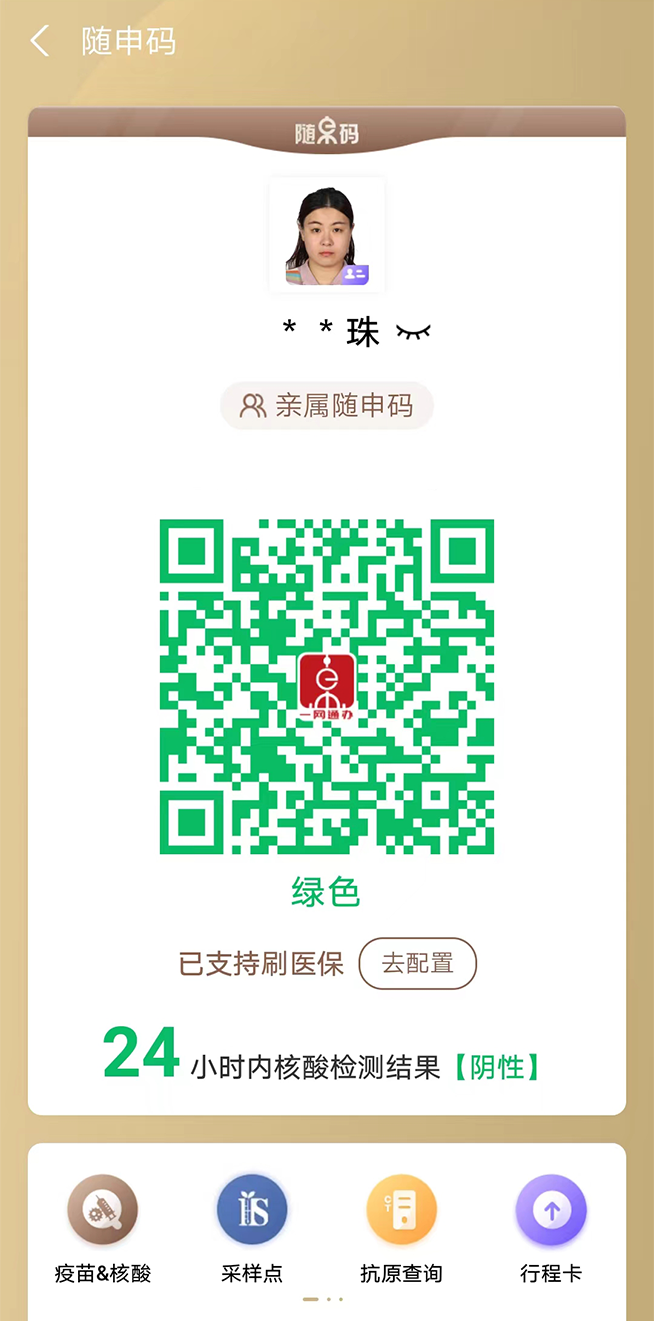 随申码
随申码
* * 珠
亲属随申码
一网通办
绿色
已支持刷医保 去配置
24 小时内核酸检测结果【阴性】
疫苗&核酸 采样点 抗原查询 行程卡